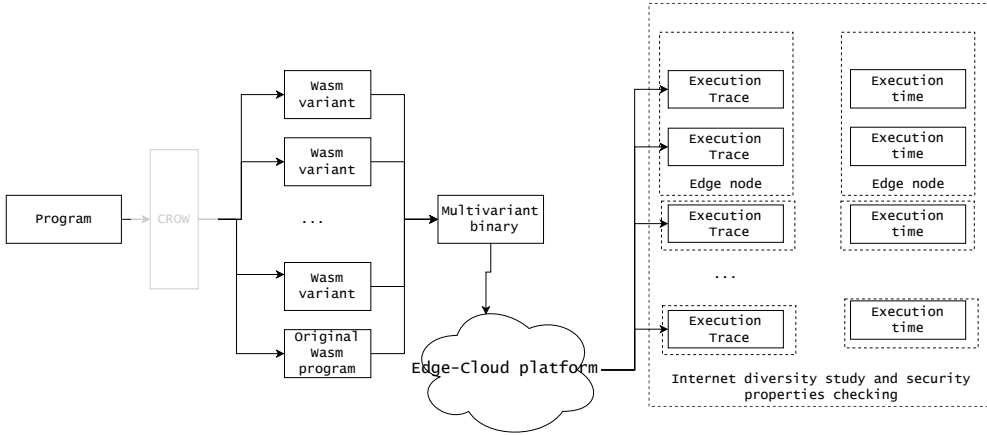 Program
CROW
Wasm
variant
Wasm
variant
...
Wasm
variant
Original
Wasm
program
Multivariant
binary
Edge-Cloud platform
Execution
Trace
Execution
Trace
Edge node
Execution
Trace
...
Execution
Trace
Execution
time
Execution
time
Edge node
Execution
time
Execution
time
Internet diversity study and security
properties checking